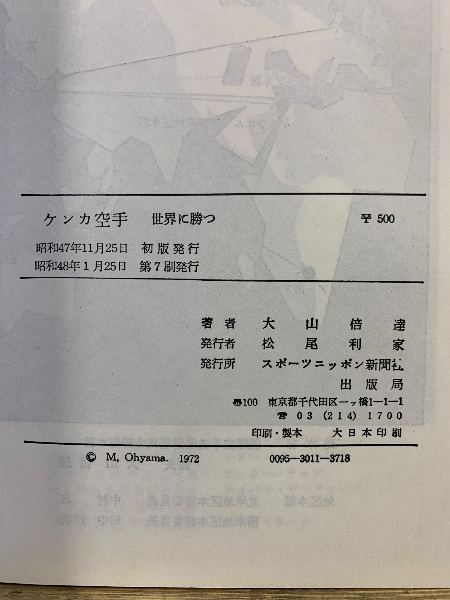 ケンカ空手 世界に勝つ 〒500
昭和47年11月25日 初版発行
昭和48年1月25日 第7刷発行
著者 大山倍達
発行者 松尾利家
発行所 スポーツニッポン新聞社
出版局
〒100 東京都千代田区一ッ橋1-1-1
☎ 03 (214) 1700
印刷・製本 大日本印刷
© M, Ohyama. 1972 0095-3011-3718